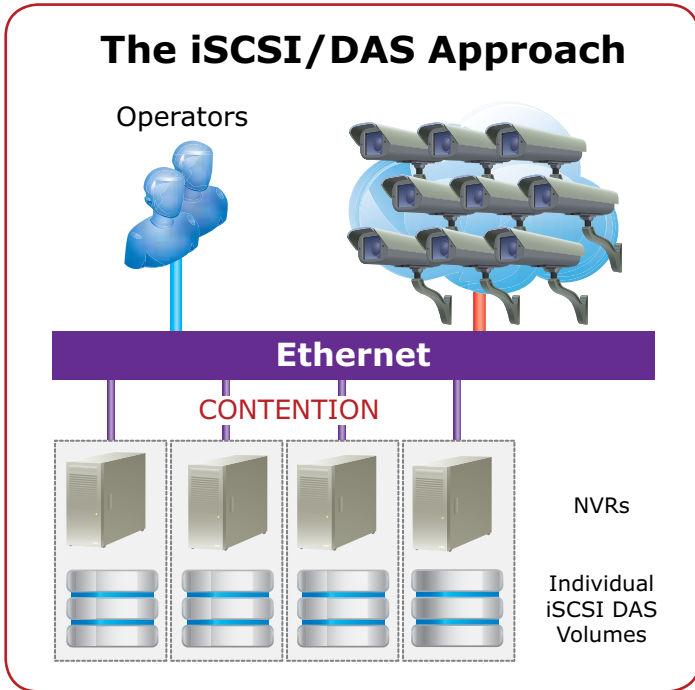 The iSCSI/DAS Approach
Operators
Ethernet
CONTENTION
NVRs
Individual
iSCSI DAS
Volumes